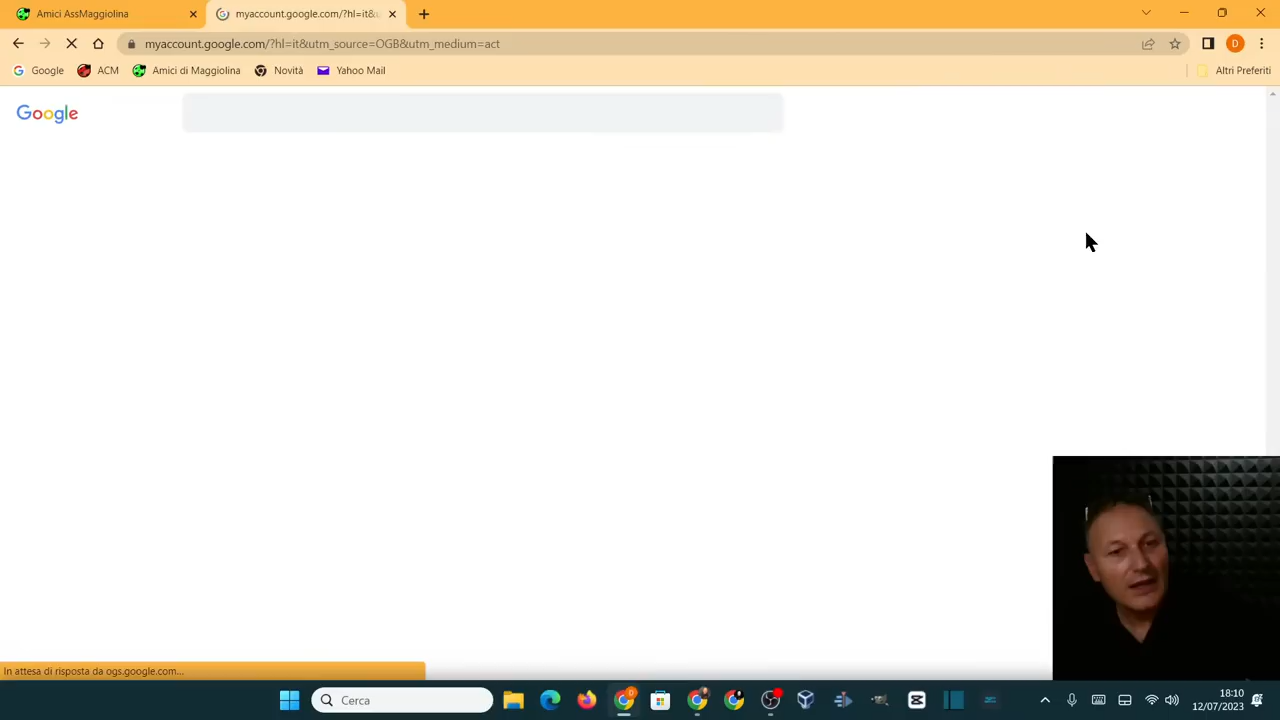 Amici AssMaggiolina
myaccount.google.com/?hl=it&
myaccount.google.com/?hl=it&utm_source=OGB&utm_medium=act
D
Google
ACM
Amici di Maggiolina
Novità
Yahoo Mail
Altri Preferiti
Google
In attesa di risposta da ogs.google.com...
Cerca
18:10
12/07/2023